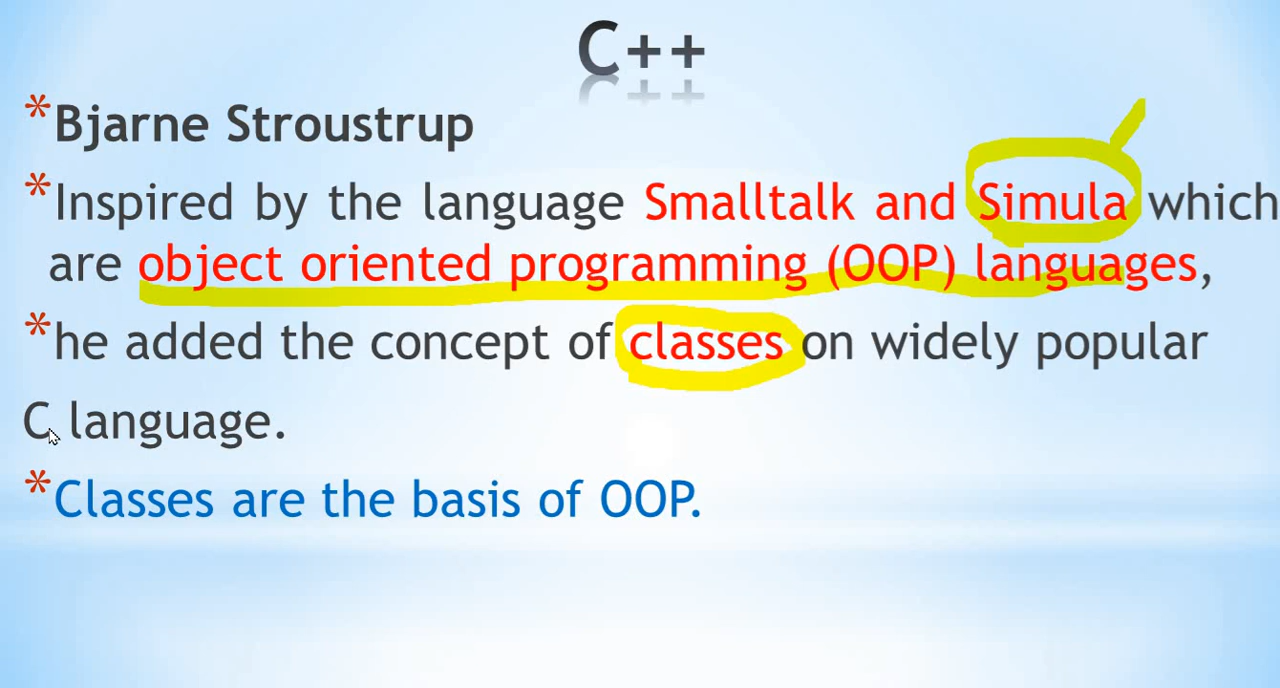 C++
*Bjarne Stroustrup
*Inspired by the language Smalltalk and Simula which
are object oriented programming (OOP) languages,
*he added the concept of classes on widely popular
C language.
*Classes are the basis of OOP.